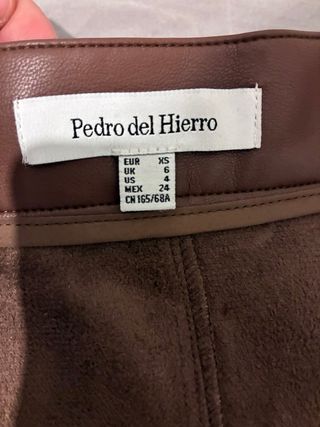 Pedro del Hierro
EUR XS
UK 6
US 4
MEX 24
CN 165/68A